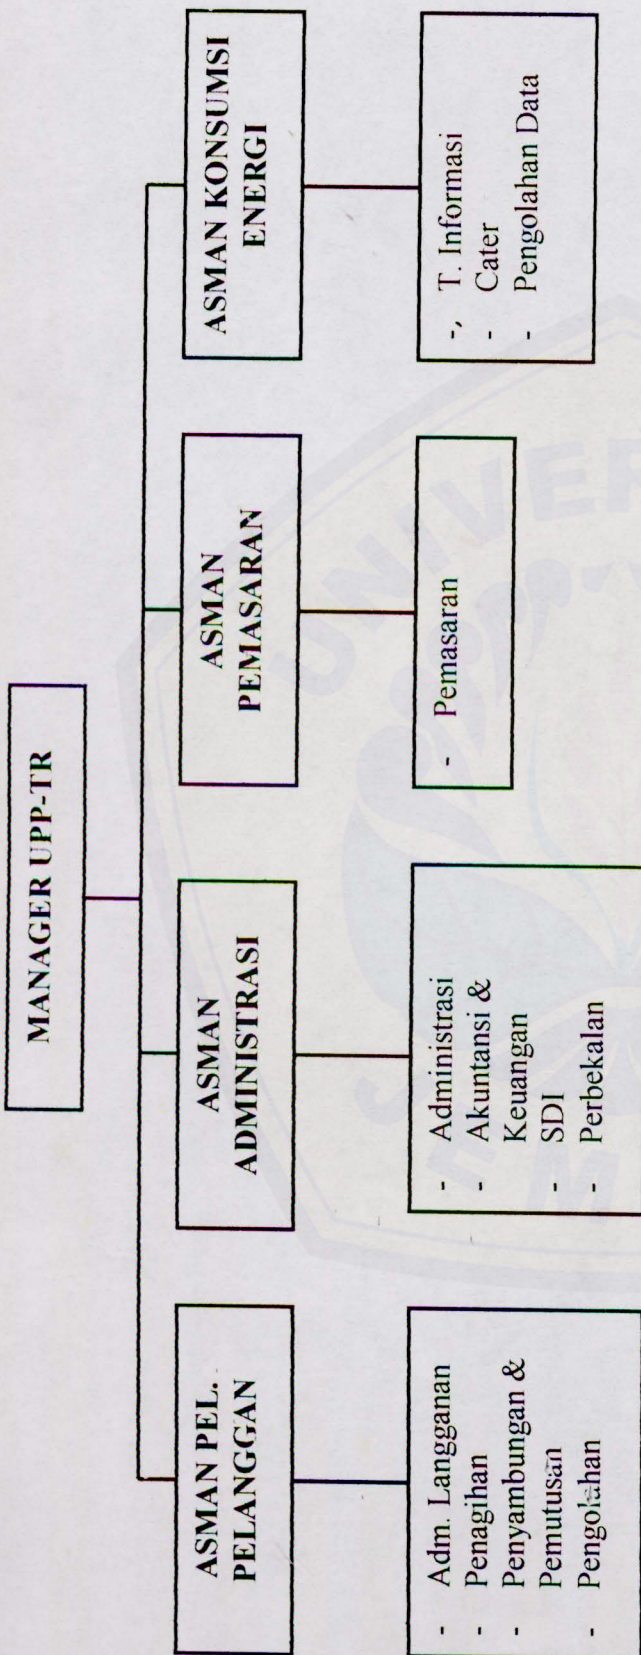 MANAGER UPP-TR
ASMAN PEL.
PELANGGAN
ASMAN
ADMINISTRASI
ASMAN
PEMASARAN
ASMAN KONSUMSI
ENERGI
- Adm. Langganan
- Penagihan
- Penyambungan &
Pemutusan
- Pengolahan
- Administrasi
- Akuntansi &
Keuangan
- SDI
- Perbekalan
- Pemasaran
-, T. Informasi
- Cater
- Pengolahan Data
UNIVER